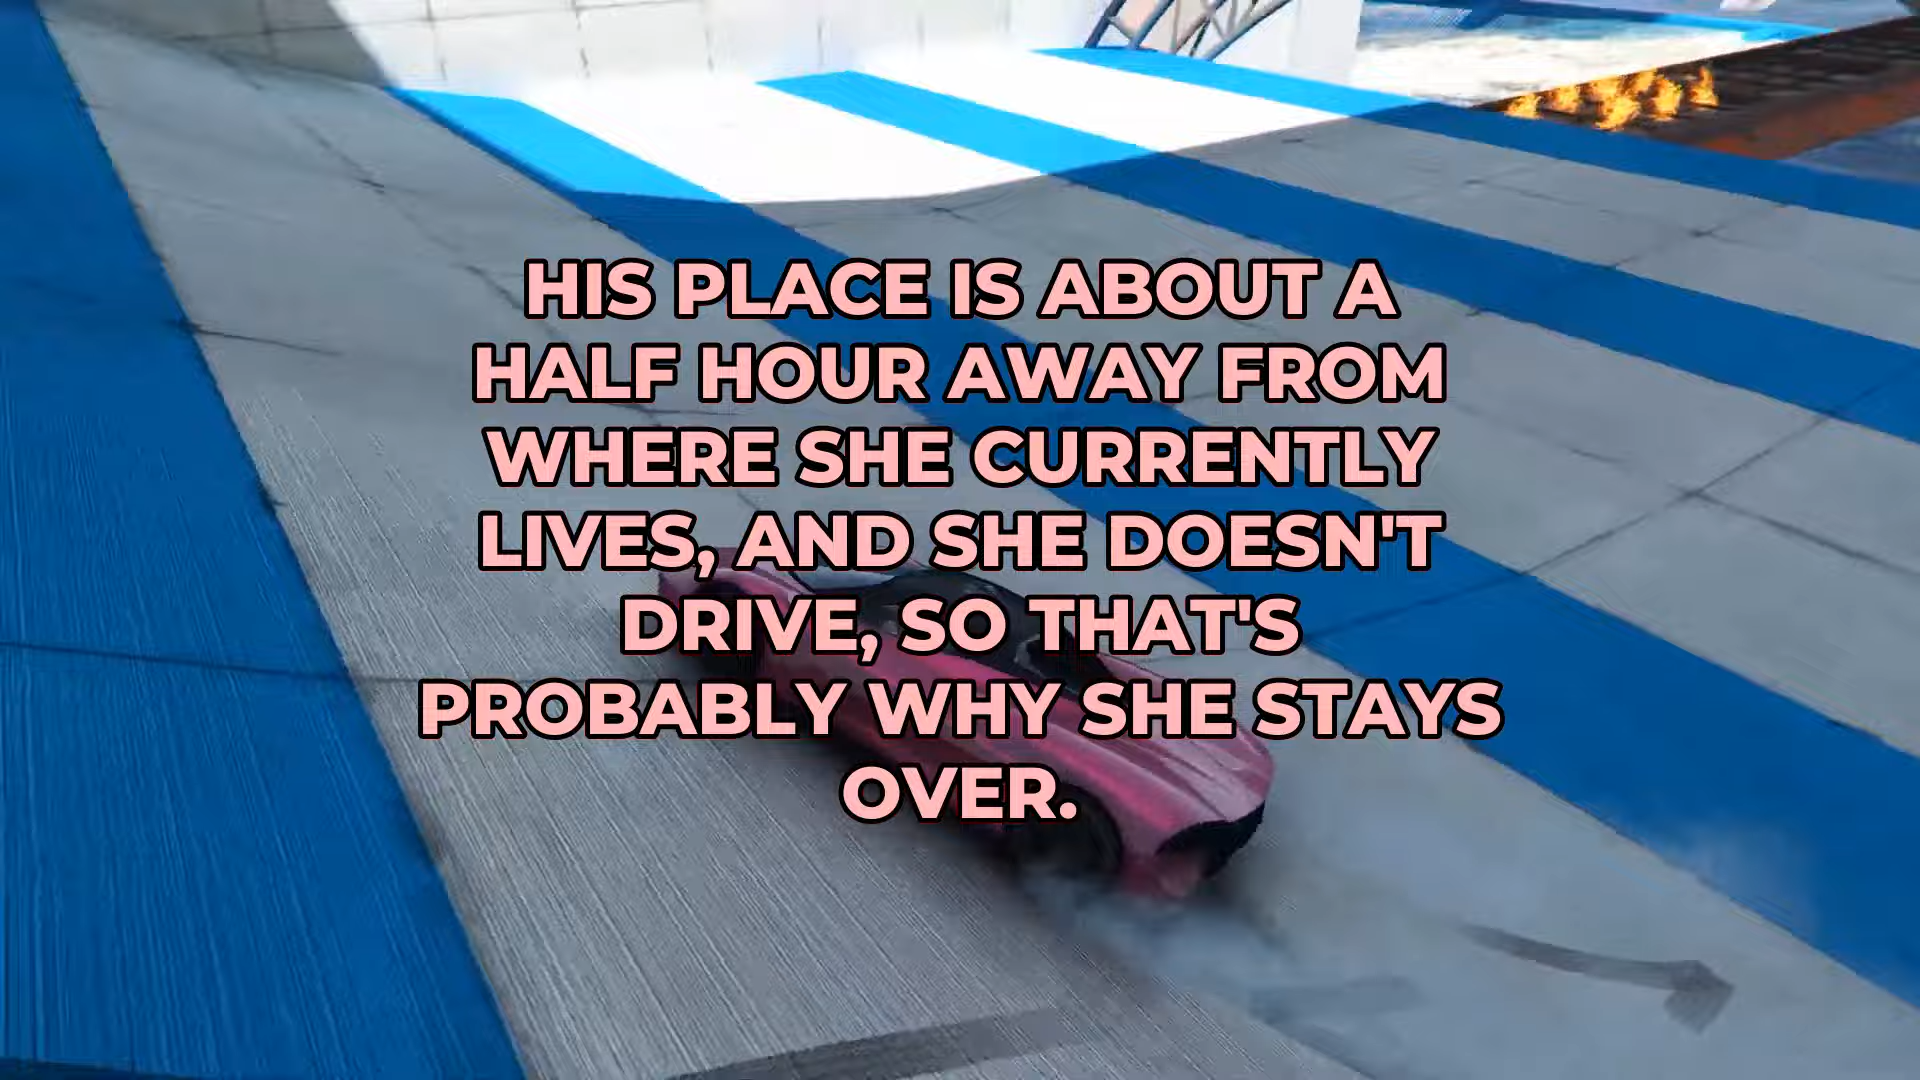 HIS PLACE IS ABOUT A
HALF HOUR AWAY FROM
WHERE SHE CURRENTLY
LIVES, AND SHE DOESN'T
DRIVE, SO THAT'S
PROBABLY WHY SHE STAYS
OVER.